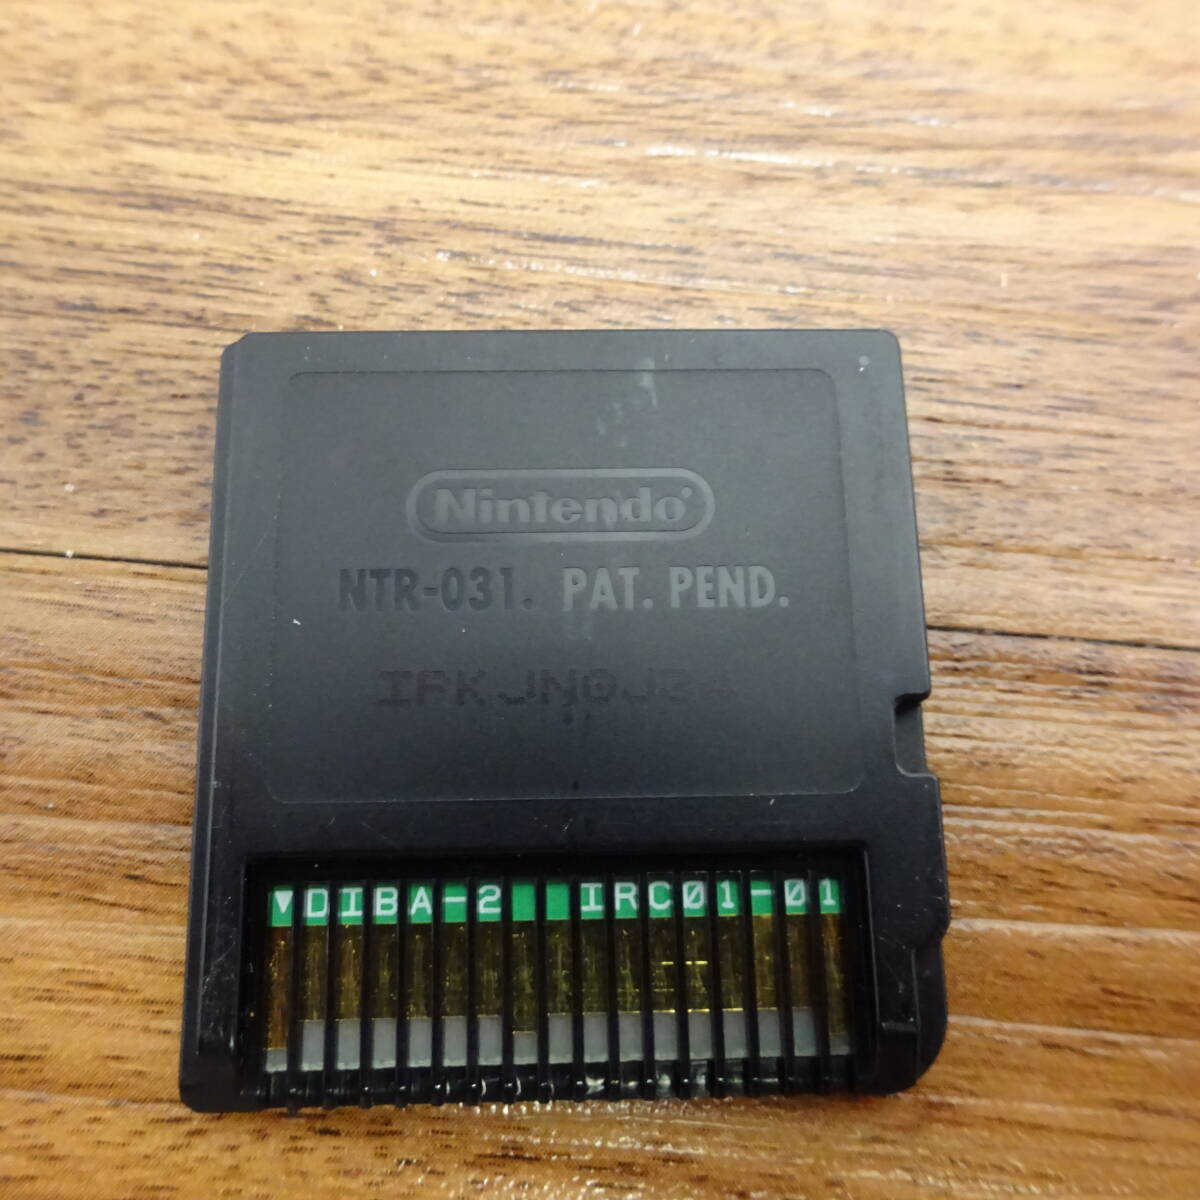 Nintendo
NTR-031. PAT. PEND.
▼DIBA-2 IRC01-01